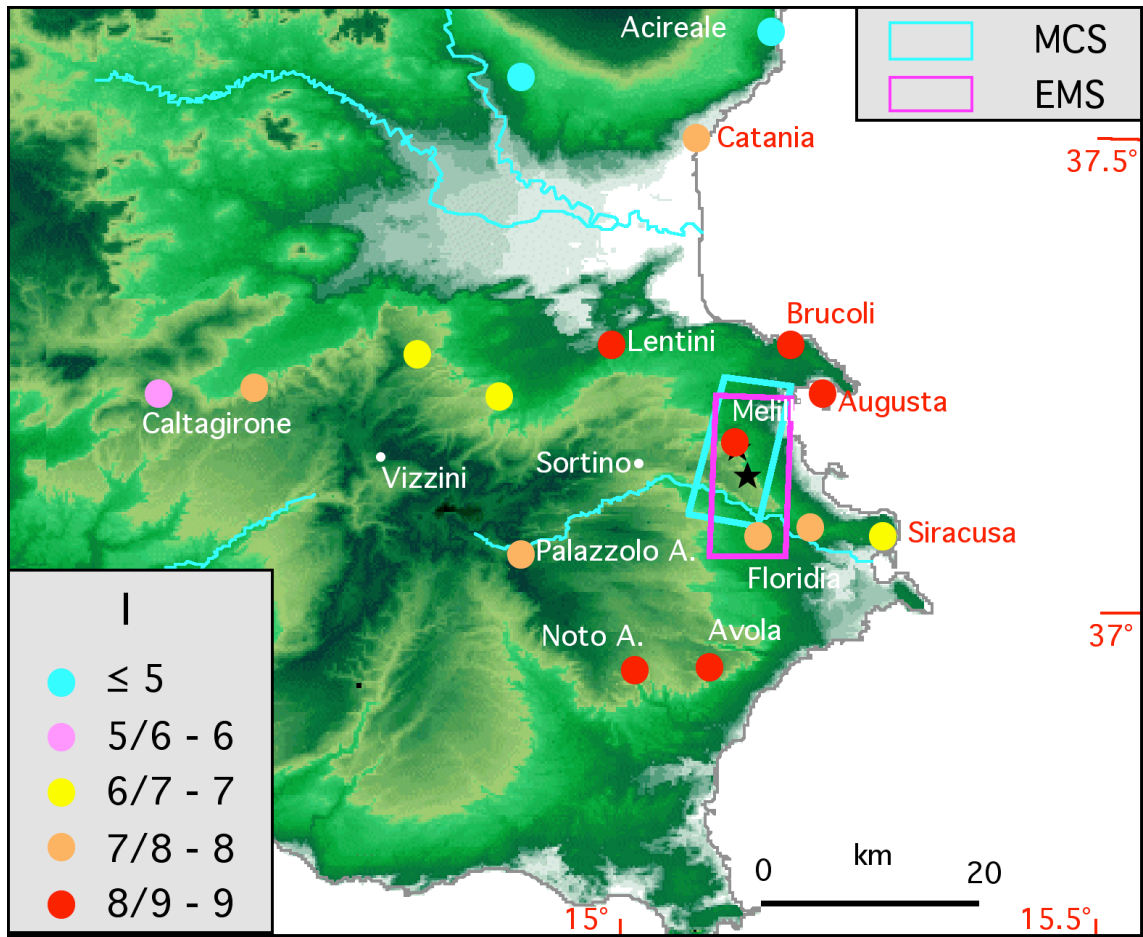 Acireale
MCS
EMS
Catania
37.5°
Brucoli
Lentini
Augusta
Caltagirone
Melil
Sortino
Vizzini
Siracusa
Palazzolo A.
Floridia
I
Noto A.
Avola
37°
≤ 5
5/6 - 6
6/7 - 7
7/8 - 8
8/9 - 9
km
0 20
15°
15.5°